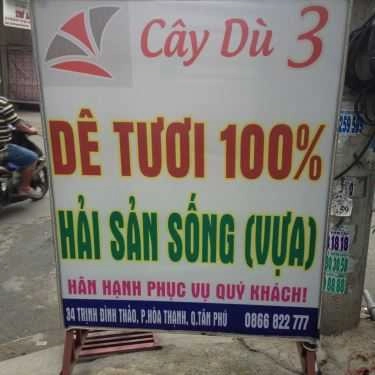 Cây Dù 3
DÊ TƯƠI 100%
HẢI SẢN SỐNG (VỰA)
HÂN HẠNH PHỤC VỤ QUÝ KHÁCH!
34 TRỊNH ĐÌNH THẢO, P.HÒA THẠNH, Q.TÂN PHÚ 0866 822 777